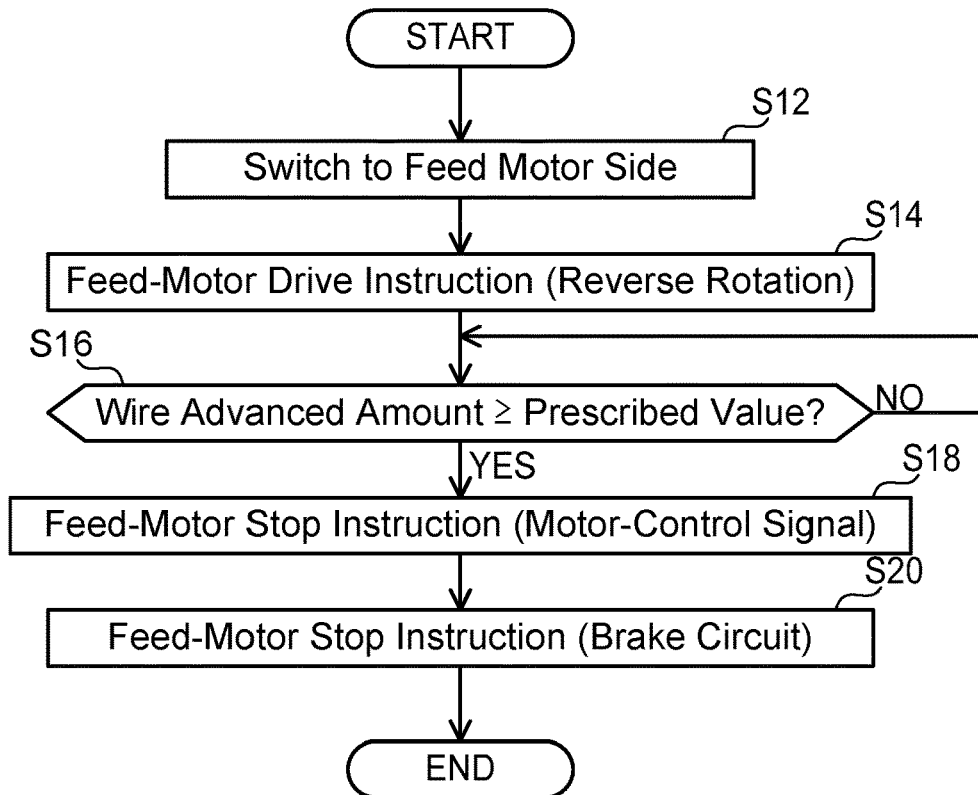 START
S12
Switch to Feed Motor Side
S14
Feed-Motor Drive Instruction (Reverse Rotation)
S16
Wire Advanced Amount ≥ Prescribed Value?
NO
YES
S18
Feed-Motor Stop Instruction (Motor-Control Signal)
S20
Feed-Motor Stop Instruction (Brake Circuit)
END